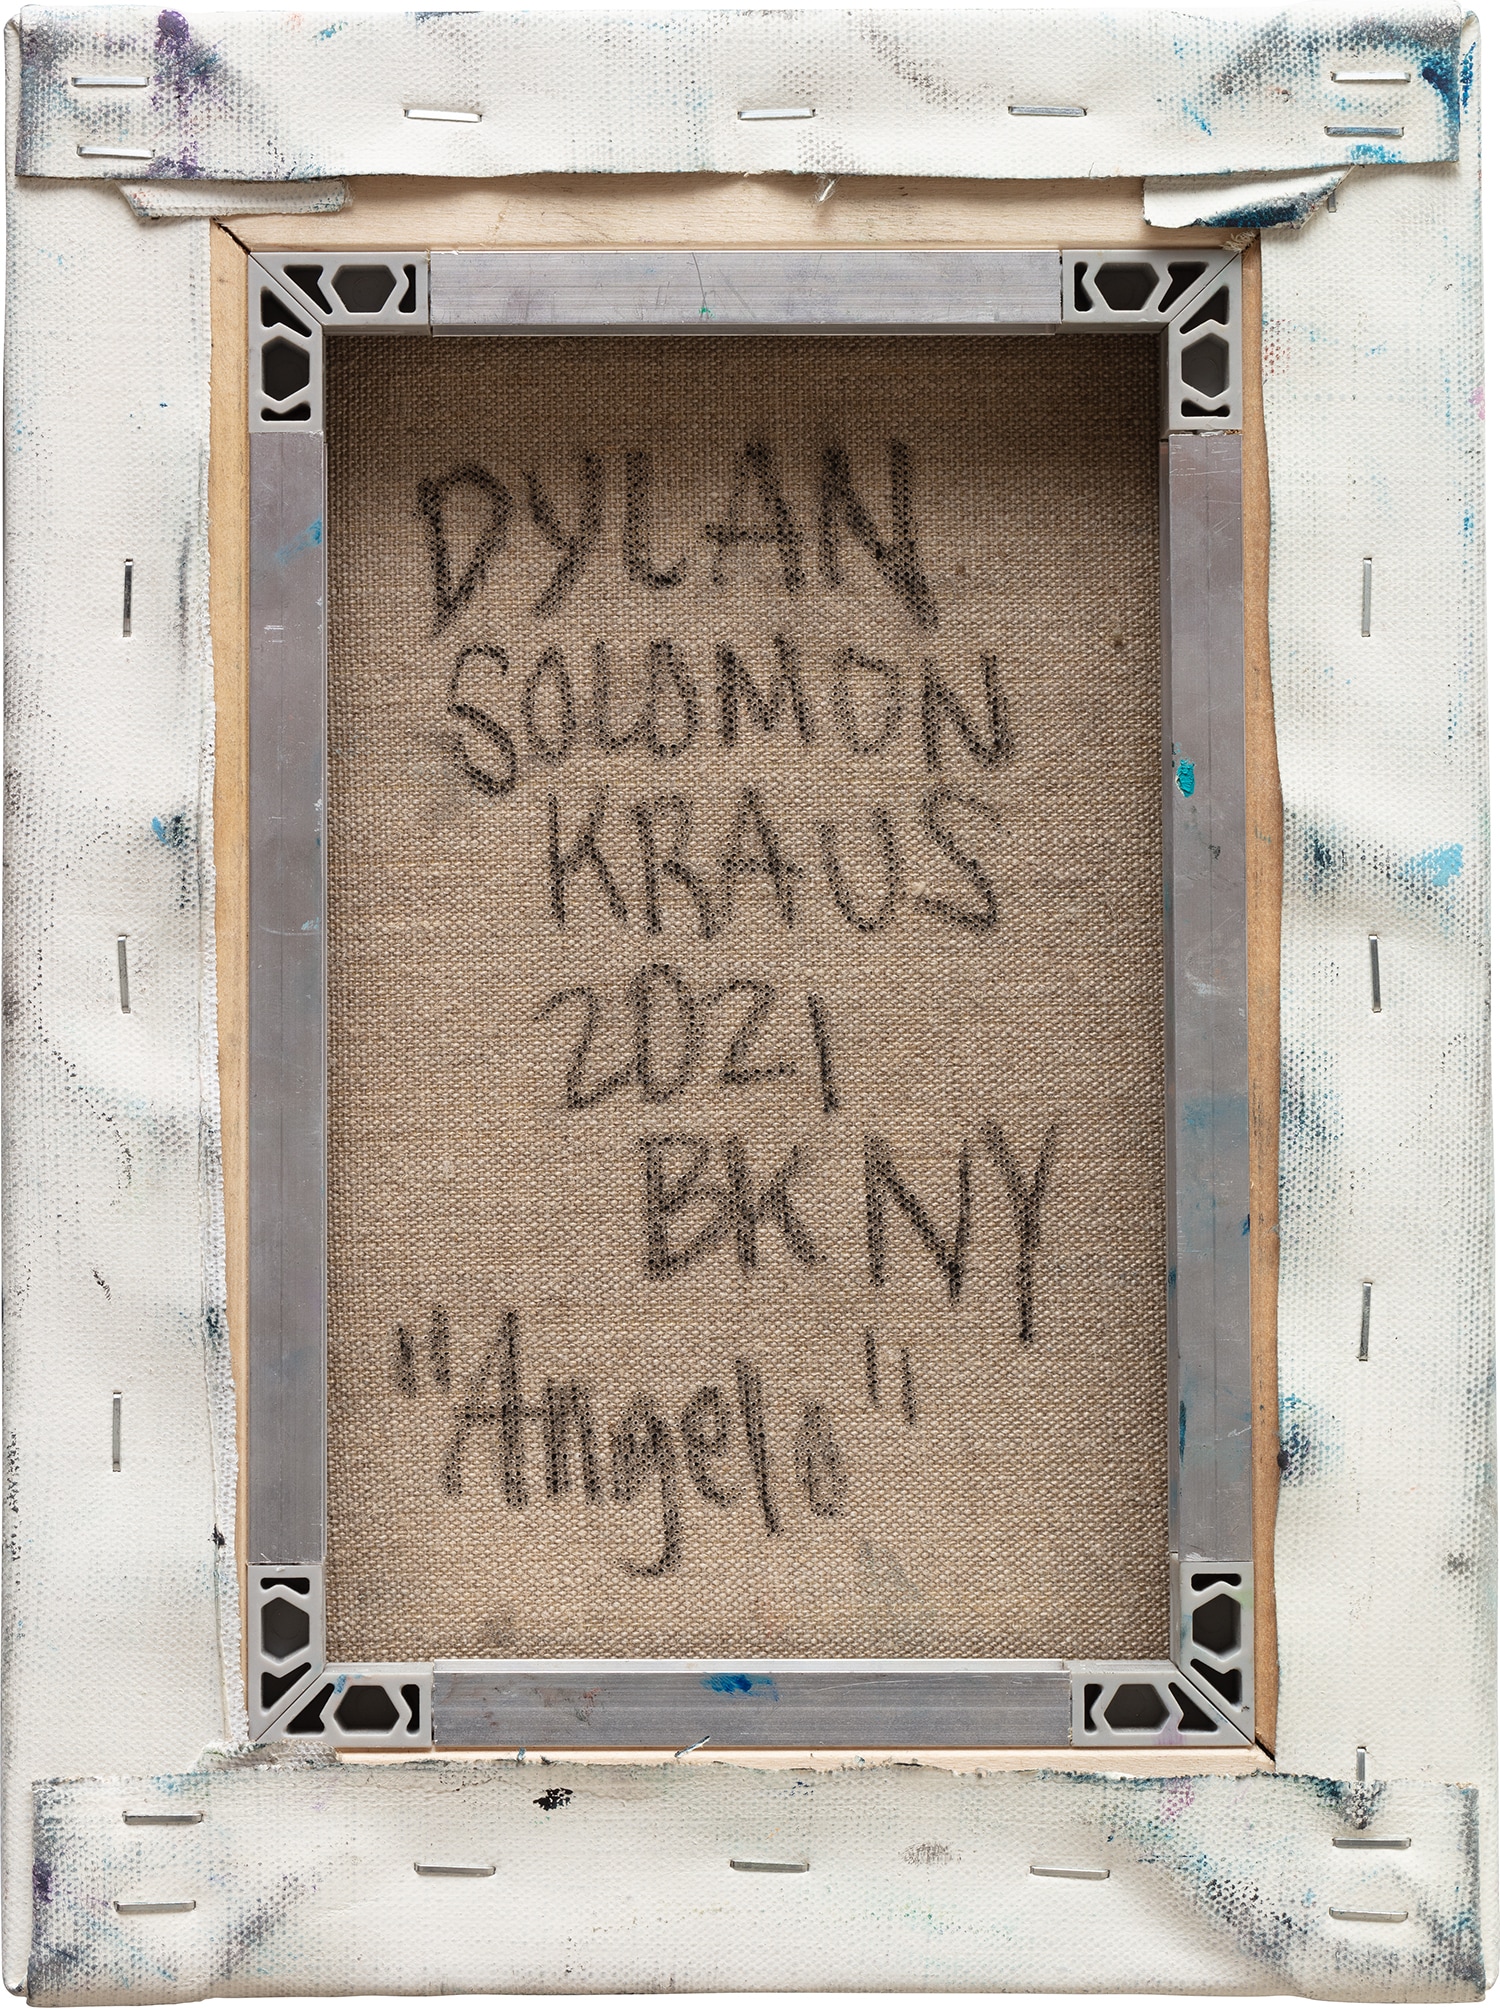 DYLAN
SOLOMON
KRAUS
2021
BK NY
"Angelo"